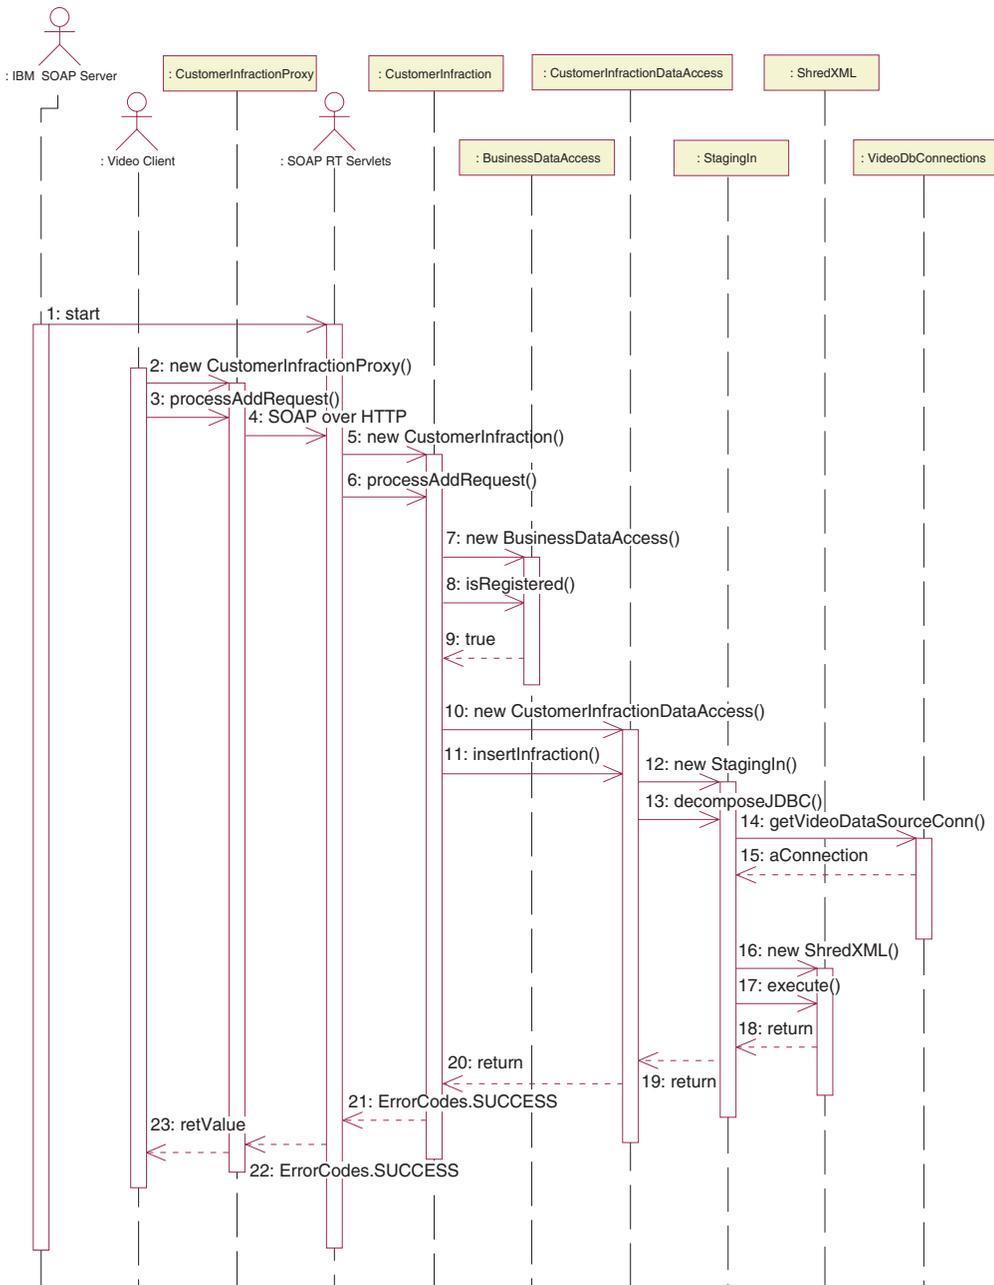 : IBM SOAP Server
: CustomerInfractionProxy
: CustomerInfraction
: CustomerInfractionDataAccess
: ShredXML
: Video Client
: SOAP RT Servlets
: BusinessDataAccess
: StagingIn
: VideoDbConnections
1: start
2: new CustomerInfractionProxy()
3: processAddRequest()
4: SOAP over HTTP
5: new CustomerInfraction()
6: processAddRequest()
7: new BusinessDataAccess()
8: isRegistered()
9: true
10: new CustomerInfractionDataAccess()
11: insertInfraction()
12: new StagingIn()
13: decomposeJDBC()
14: getVideoDataSourceConn()
15: aConnection
16: new ShredXML()
17: execute()
18: return
19: return
20: return
21: ErrorCodes.SUCCESS
23: retValue
22: ErrorCodes.SUCCESS